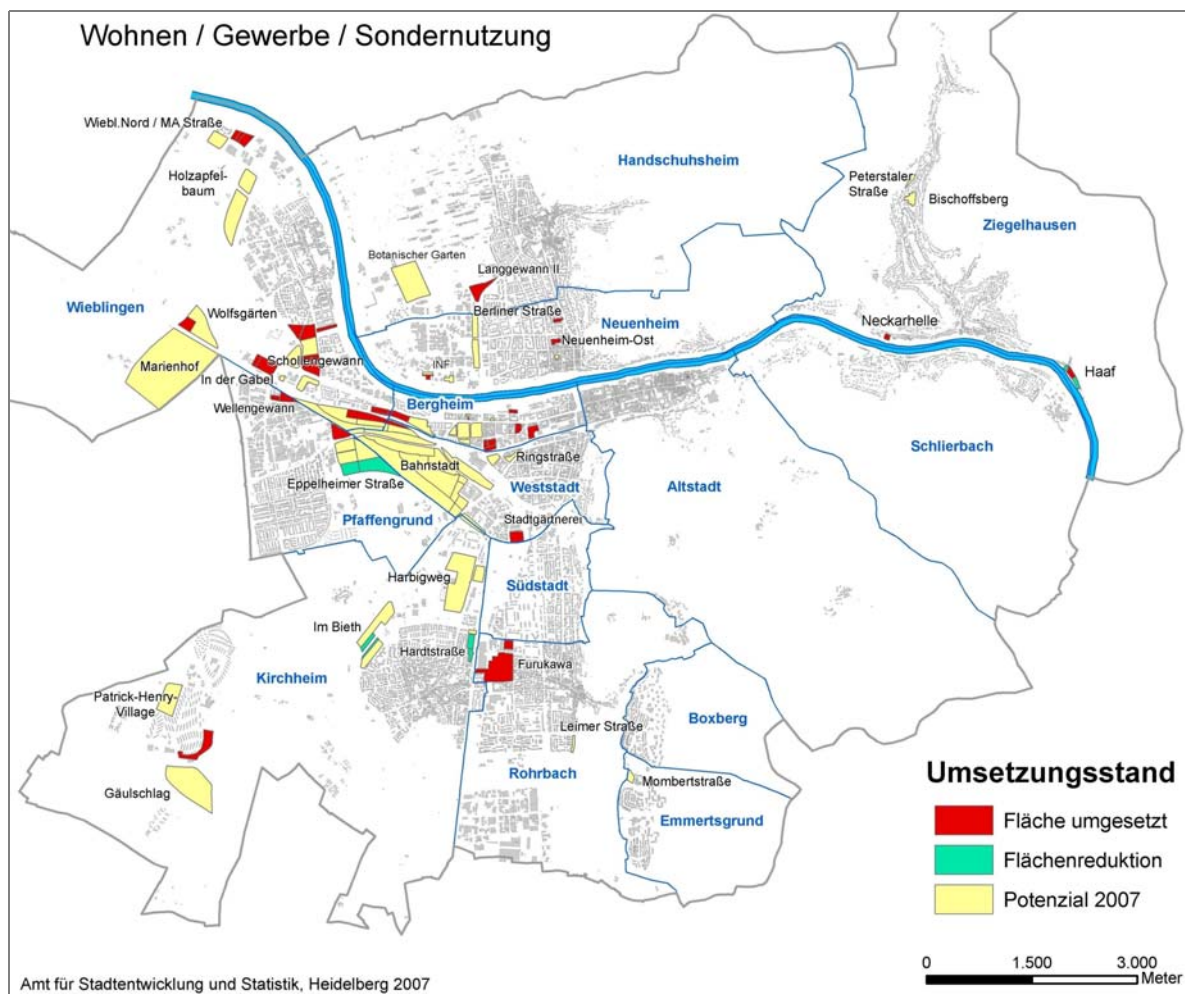 Wohnen / Gewerbe / Sondernutzung
Wiebl.Nord / MA Straße
Handschuhsheim
Peterstaler
Straße
Holzapfel-
baum
Bischoffsberg
Ziegelhausen
Botanischer Garten
Langgewann II
Wieblingen
Wolfsgärten
Berliner Straße
Neuenheim
Neckarhelle
Neuenheim-Ost
Marienhof
Schollengewann
INF
Haaf
In der Gabel
Wellengewann
Bergheim
Schlierbach
Ringstraße
Bahnstadt
Eppelheimer Straße
Weststadt
Altstadt
Pfaffengrund
Stadtgärtnerei
Harbigweg
Südstadt
Im Bieth
Hardtstraße
Furukawa
Kirchheim
Patrick-Henry-
Village
Leimer Straße
Boxberg
Rohrbach
Mombertstraße
Gäulschlag
Emmertsgrund
Umsetzungsstand
Fläche umgesetzt
Flächenreduktion
Potenzial 2007
0 1.500 3.000
Meter
Amt für Stadtentwicklung und Statistik, Heidelberg 2007